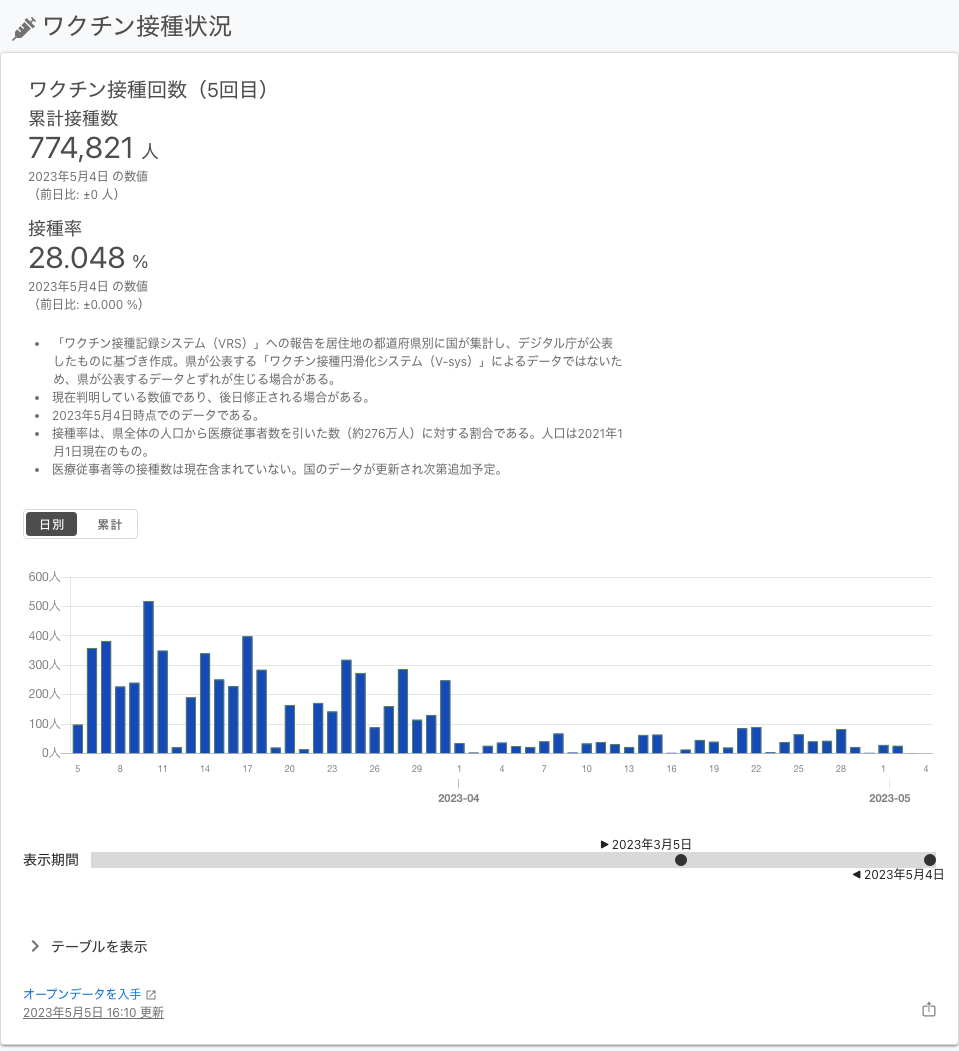 ワクチン接種状況
ワクチン接種回数（5回目）
累計接種数
774,821 人
2023年5月4日 の数値
（前日比: ±0 人）
接種率
28.048 %
2023年5月4日 の数値
（前日比: ±0.000 %）
• 「ワクチン接種記録システム（VRS）」への報告を居住地の都道府県別に国が集計し、デジタル庁が公表
したものに基づき作成。県が公表する「ワクチン接種円滑化システム（V-sys）」によるデータではないた
め、県が公表するデータとずれが生じる場合がある。
• 現在判明している数値であり、後日修正される場合がある。
• 2023年5月4日時点でのデータである。
• 接種率は、県全体の人口から医療従事者数を引いた数（約276万人）に対する割合である。人口は2021年1
月1日現在のもの。
• 医療従事者等の接種数は現在含まれていない。国のデータが更新され次第追加予定。
日別 累計
600人
500人
400人
300人
200人
100人
0人
5 8 11 14 17 20 23 26 29 1 4 7 10 13 16 19 22 25 28 1 4
2023-04 2023-05
▶ 2023年3月5日
表示期間
◀ 2023年5月4日
テーブルを表示
オープンデータを入手
2023年5月5日 16:10 更新